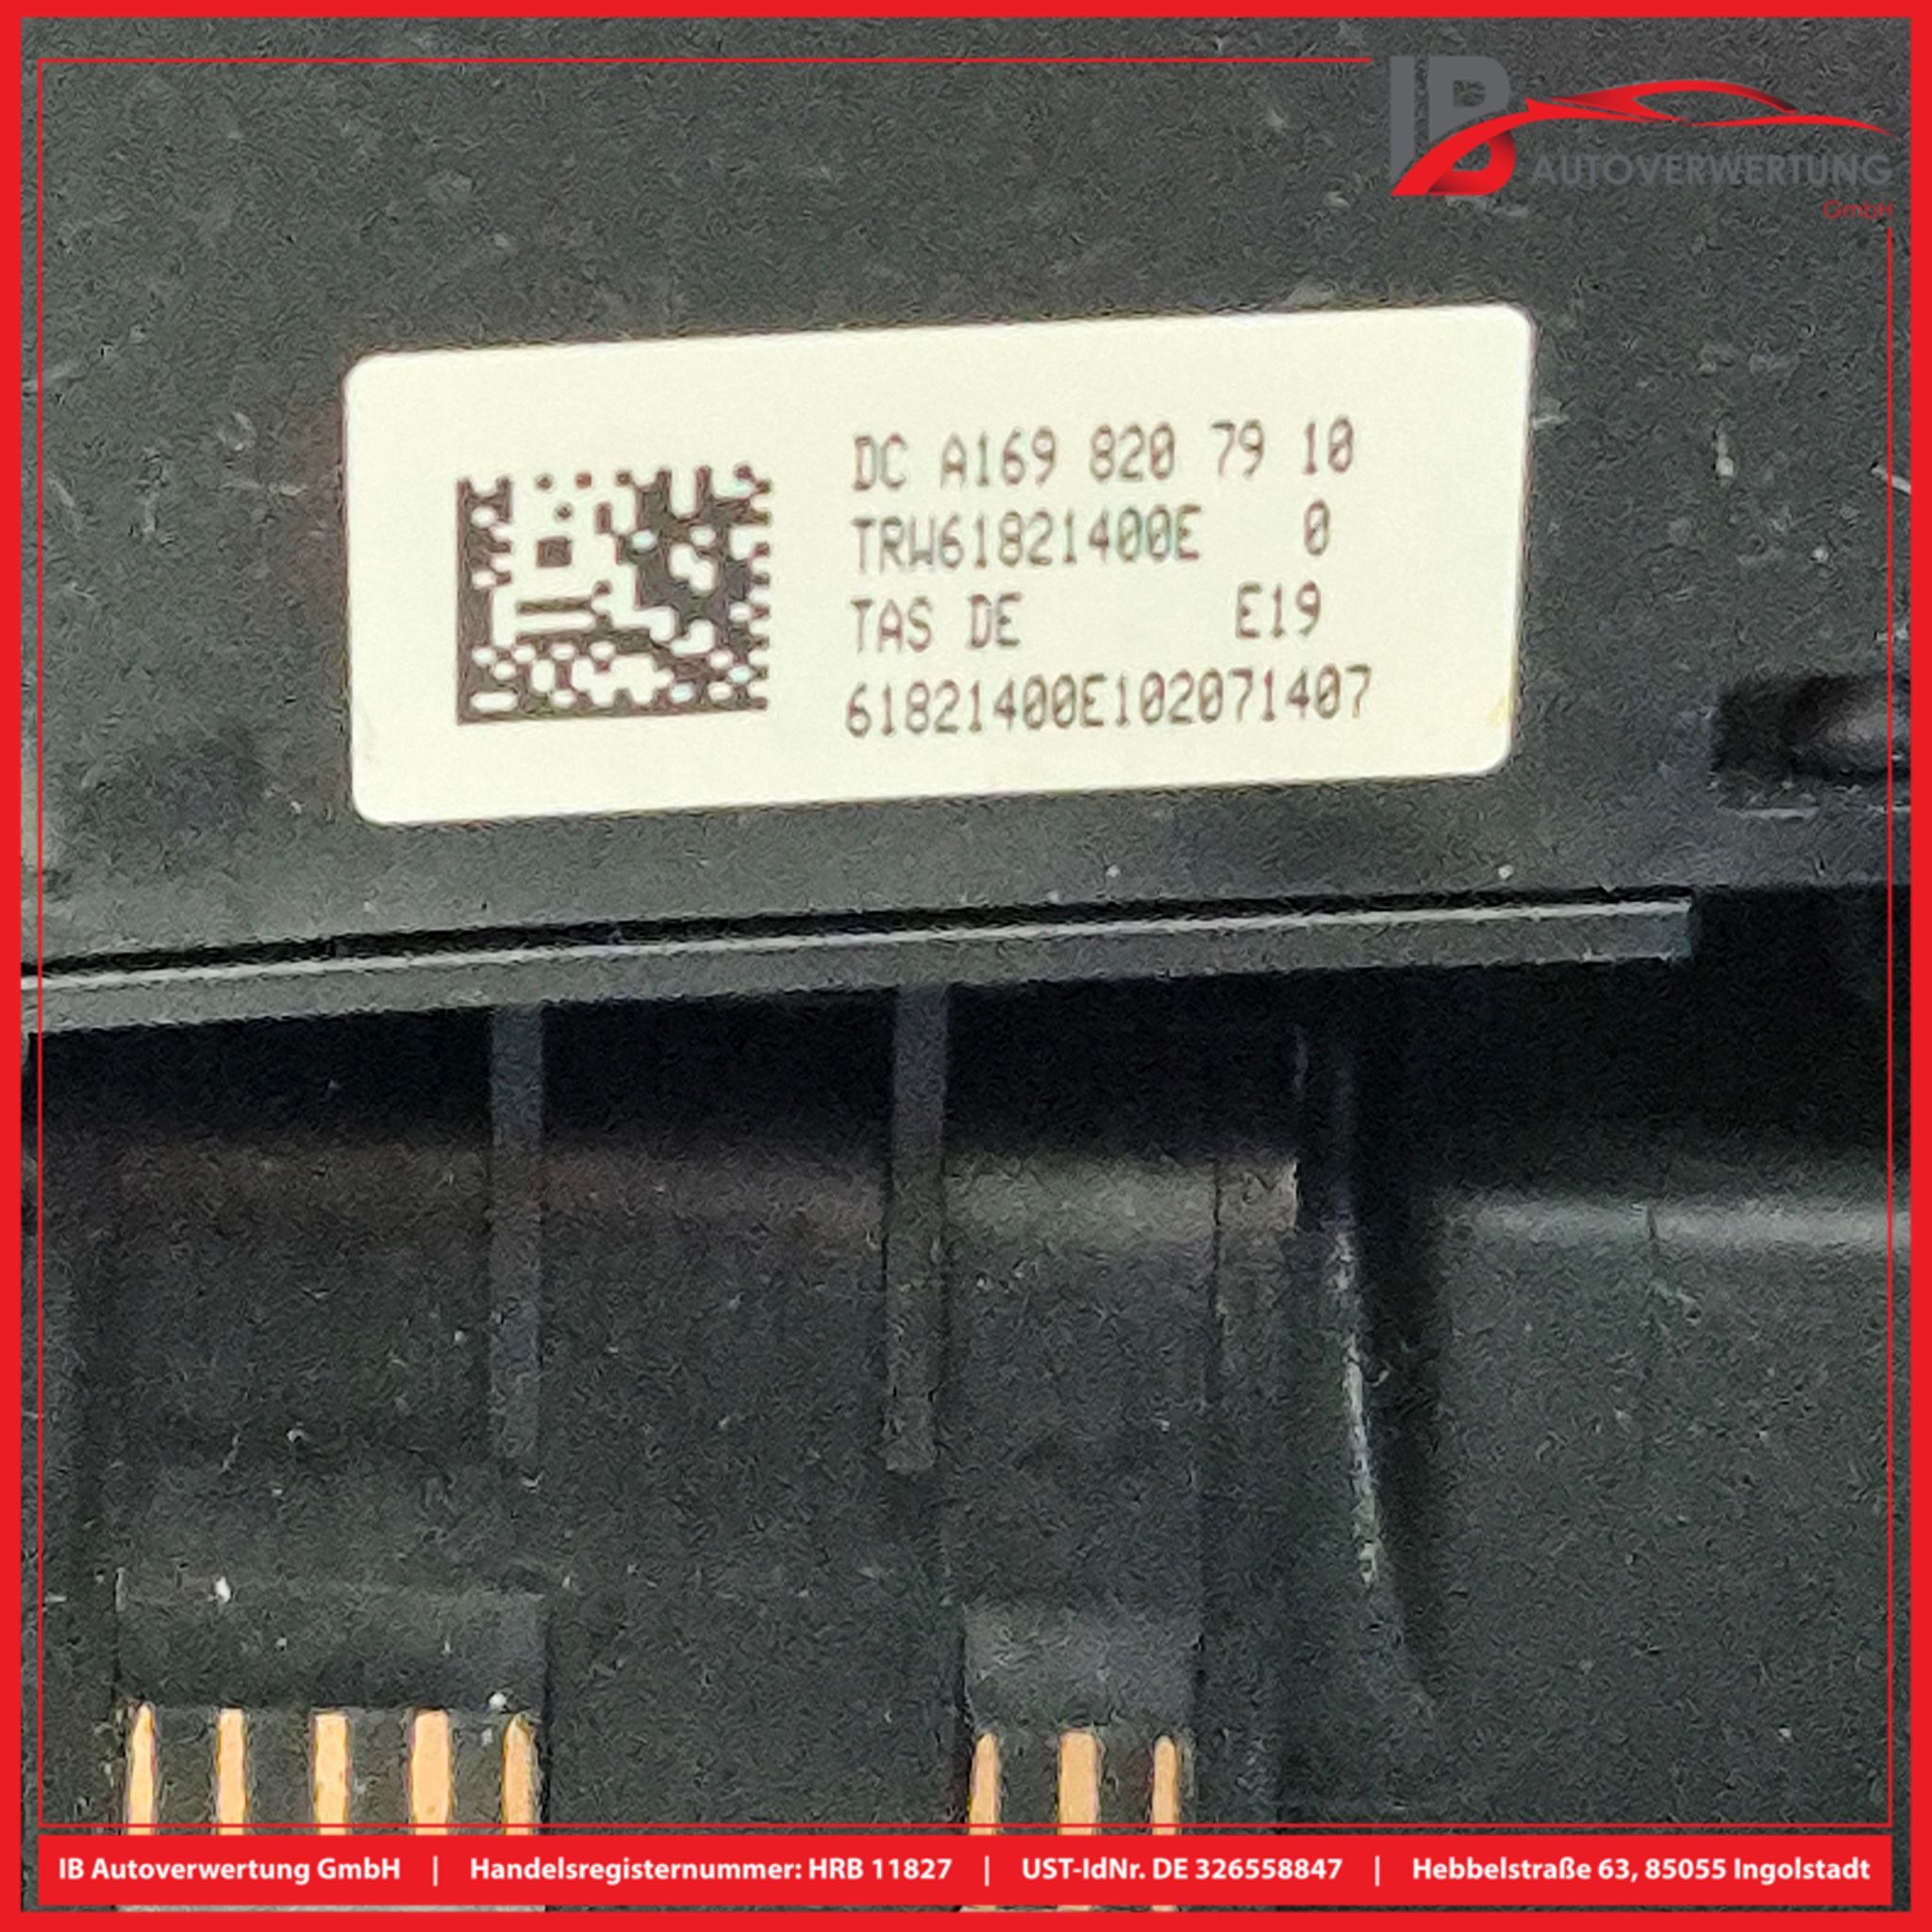 IB
AUTOVERWERTUNG
GmbH
DC A169 820 79 10
TRW61821400E 0
TAS DE E19
61821400E102071407
IB Autoverwertung GmbH | Handelsregisternummer: HRB 11827 | UST-IdNr. DE 326558847 | Hebbelstraße 63, 85055 Ingolstadt